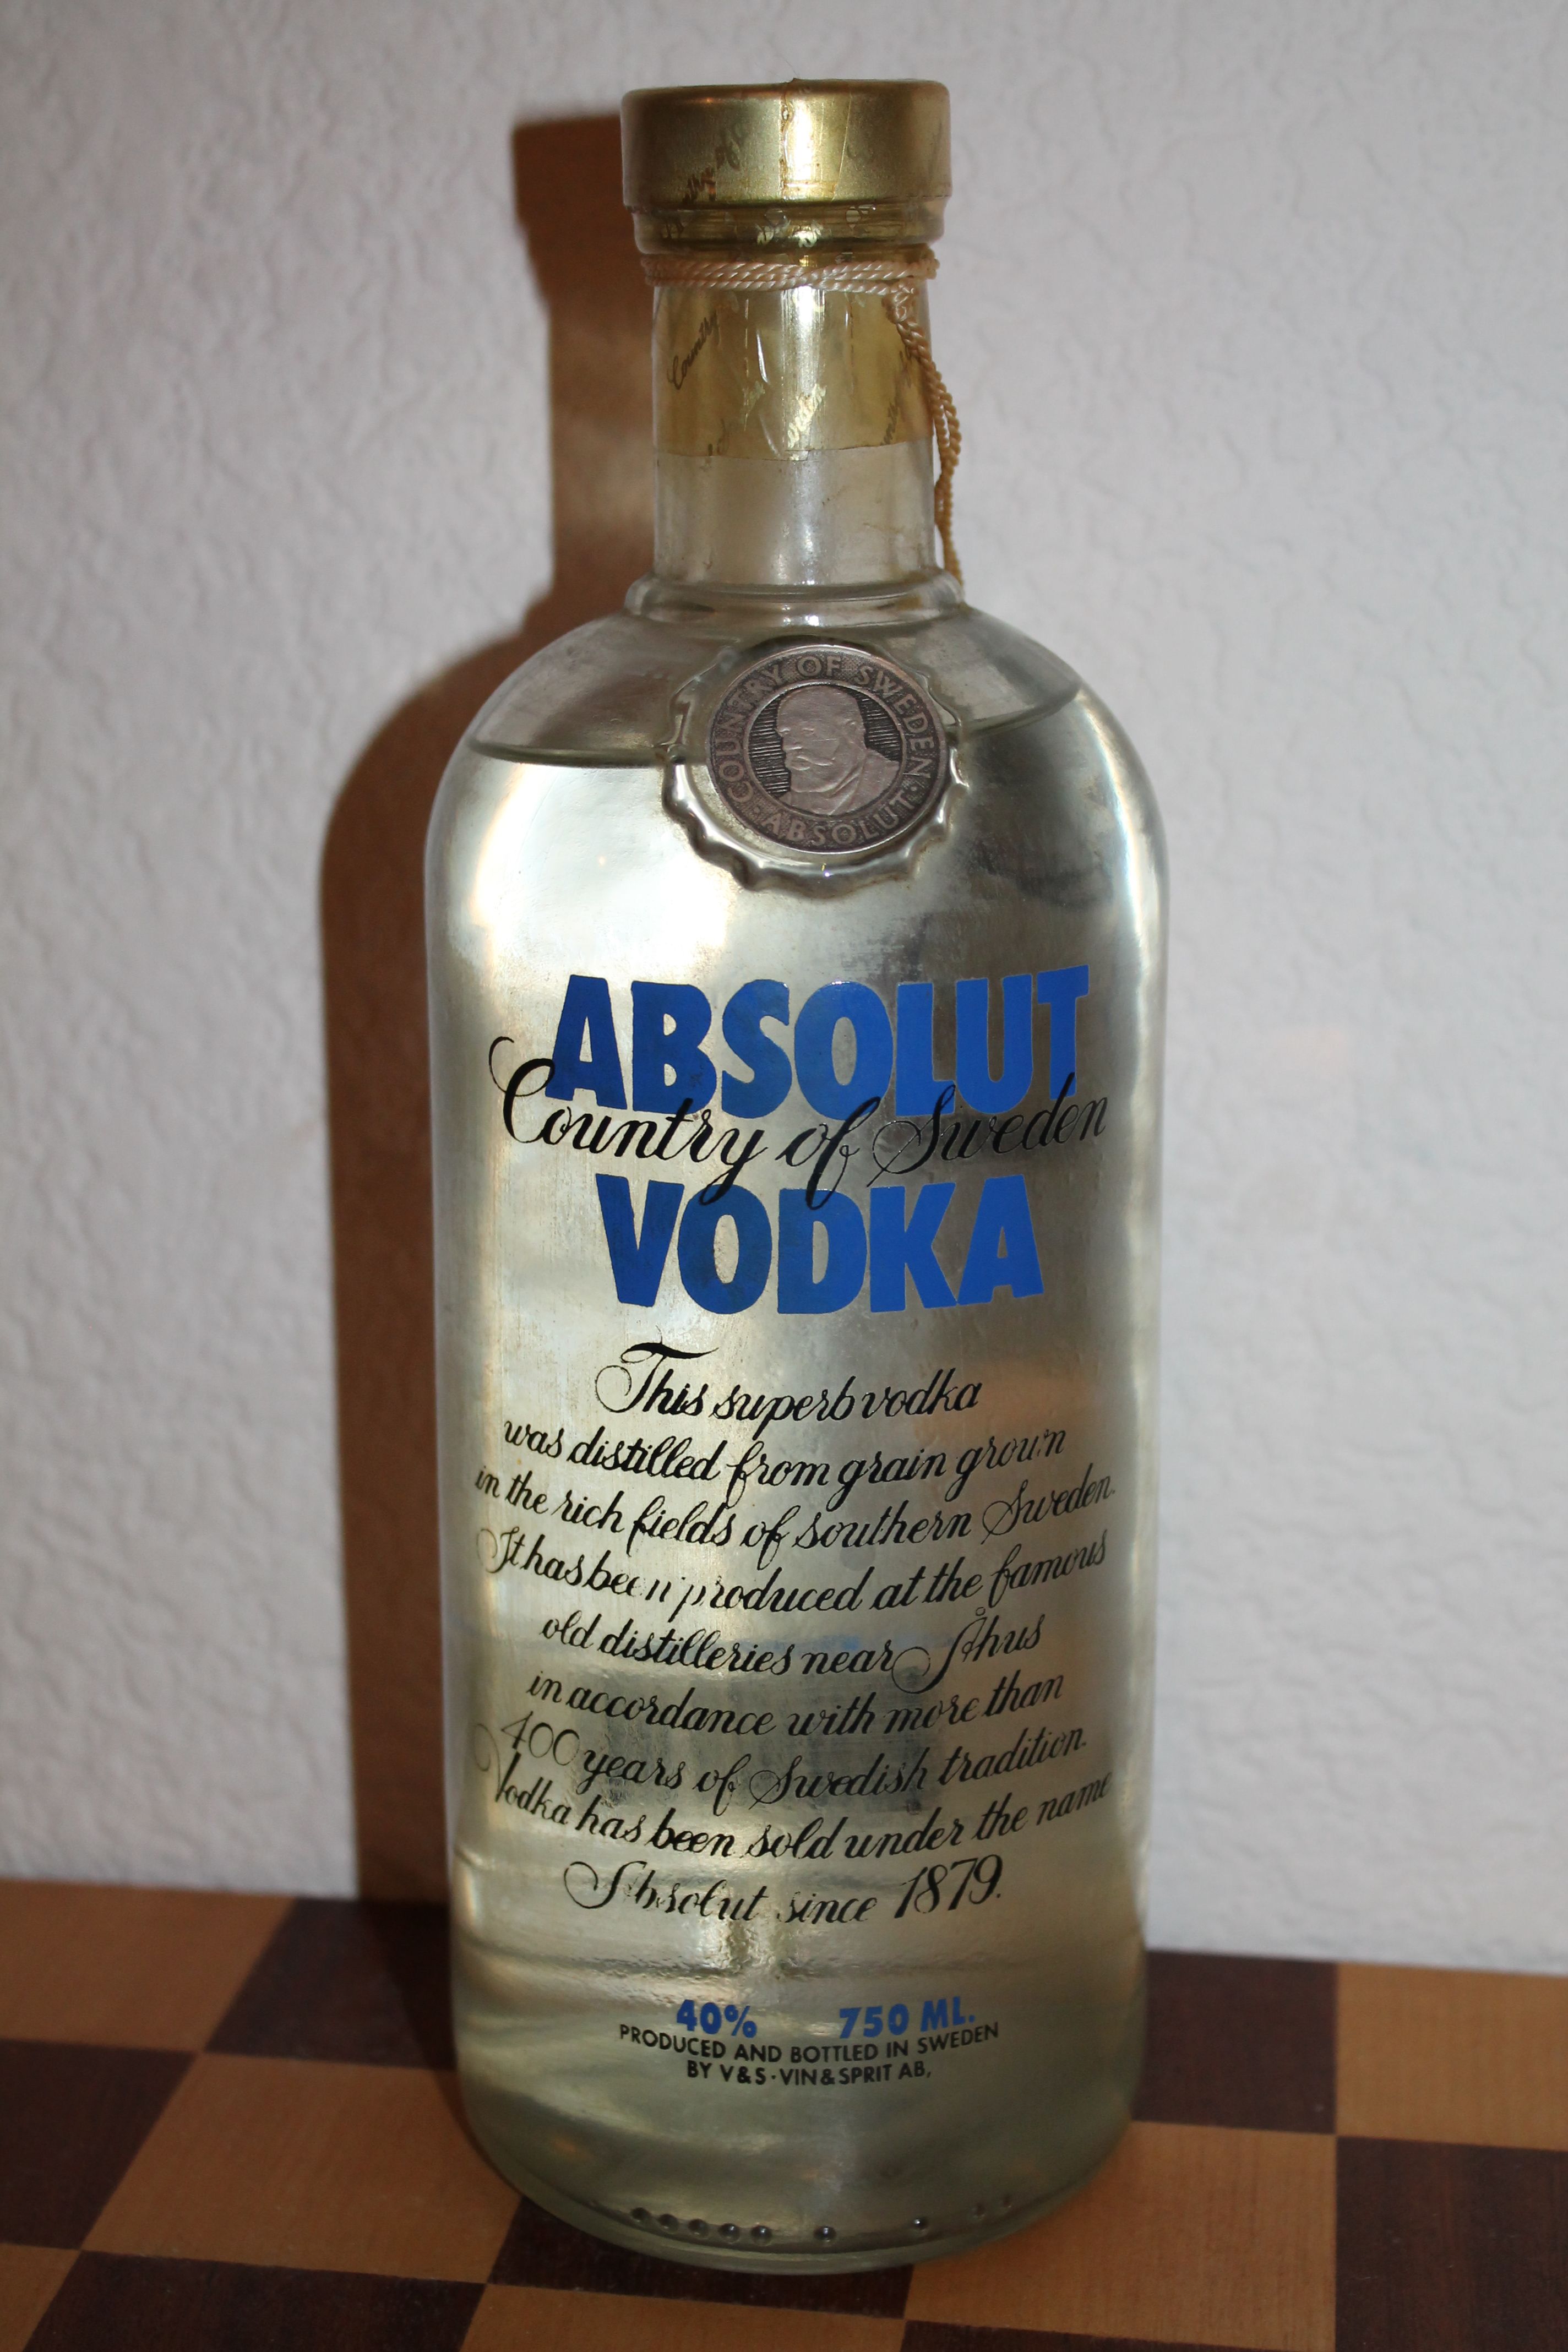 Country
COUNTRY OF SWEDEN
ABSOLUT
ABSOLUT
Country of Sweden
VODKA
This superb vodka
was distilled from grain grown
in the rich fields of southern Sweden.
It has been produced at the famous
old distilleries near Åhus
in accordance with more than
400 years of Swedish tradition.
Vodka has been sold under the name
Absolut since 1879.
40% 750 ML.
PRODUCED AND BOTTLED IN SWEDEN
BY V&S·VIN&SPRIT AB,